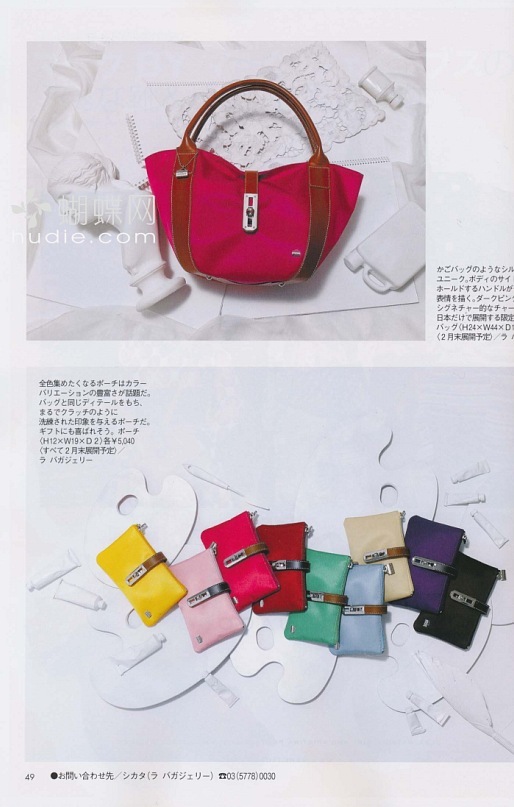 蝴蝶网
hudie.com
かごバッグのようなシル
ユニーク。ボディのサイ
ホールドするハンドルが
表情を描く。ダークピン
シグネチャー的なチャー
日本だけで展開する限定
バッグ〈H24×W44×D1
〈2月末展開予定〉／ラ バ
全色集めたくなるポーチはカラー
バリエーションの豊富さが話題だ。
バッグと同じディテールをもち、
まるでクラッチのように
洗練された印象を与えるポーチだ。
ギフトにも喜ばれそう。ポーチ
〈H12×W19×D2〉各¥5,040
〈すべて2月末展開予定〉／
ラ バガジェリー
49 ●お問い合わせ先／シカタ（ラ バガジェリー） ☎03(5778)0030